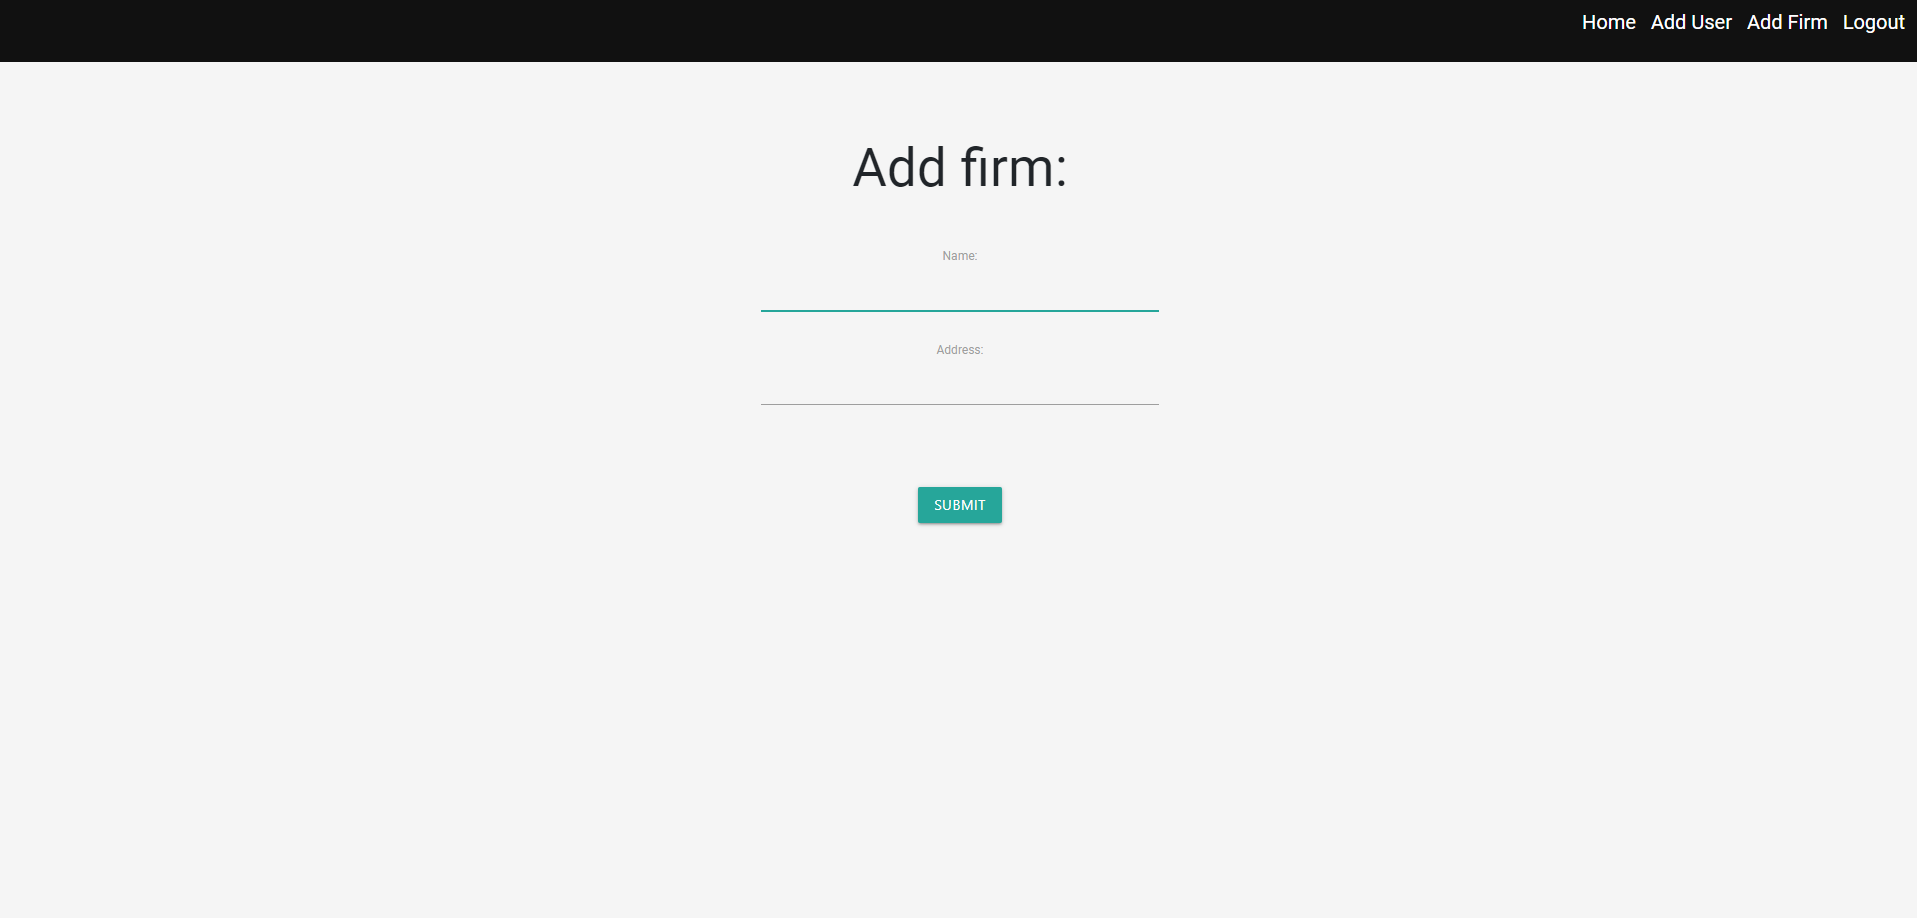 Home Add User Add Firm Logout
Add firm:
Name:
Address:
SUBMIT